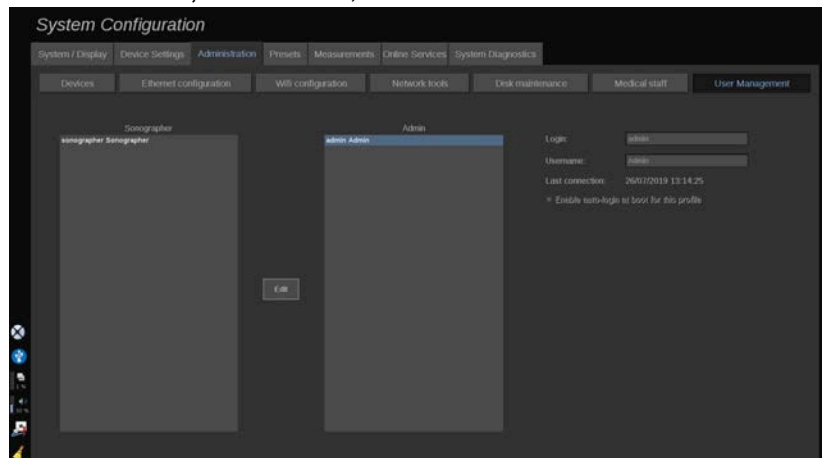 System Configuration
System / Display Device Settings Administration Presets Measurements Online Services System Diagnostics
Devices Ethernet configuration Wifi configuration Network tools Disk maintenance Medical staff User Management
Sonographer Admin
sonographer Sonographer admin Admin
Login: admin
Username: Admin
Last connection: 26/07/2019 13:14:25
Enable auto-login at boot for this profile
Edit